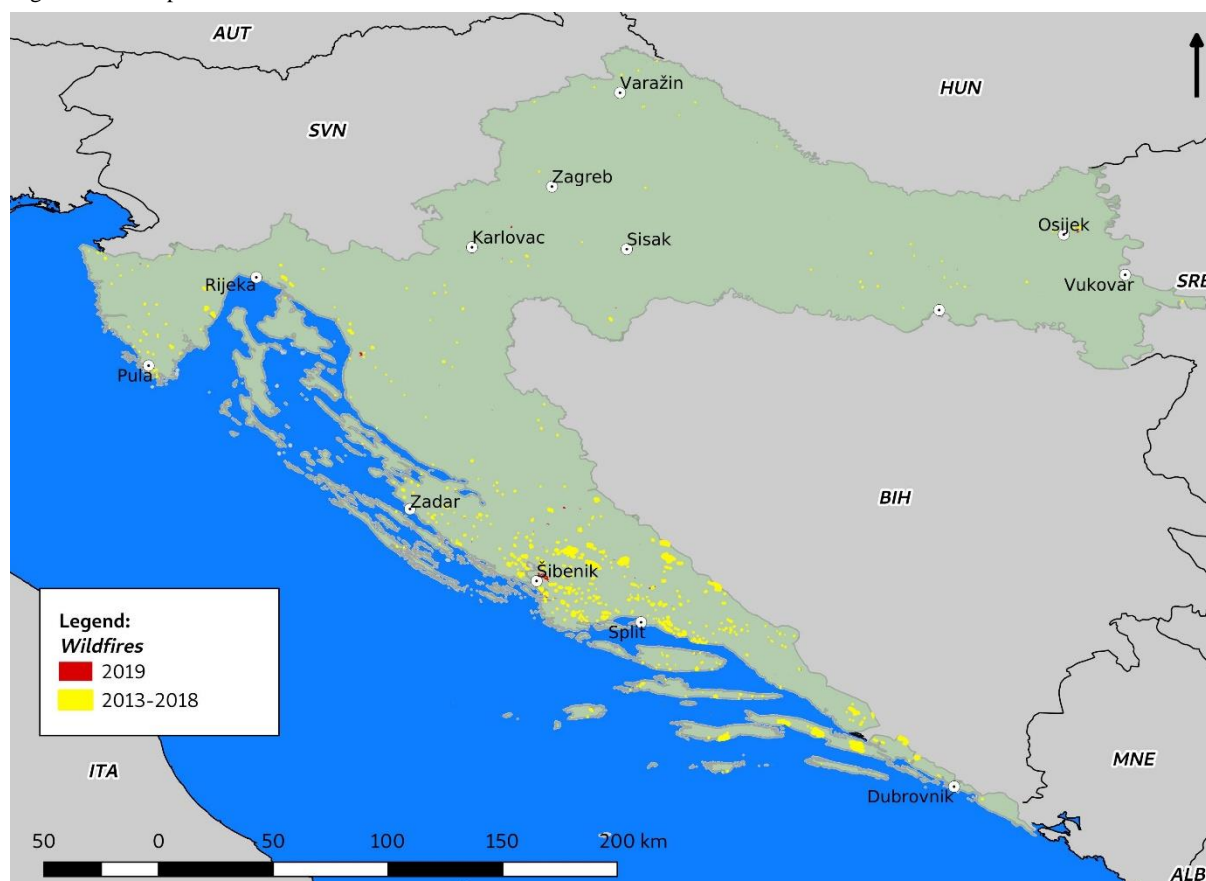 AUT
HUN
Varažin
SVN
Zagreb
Karlovac
Sisak
Osijek
Rijeka
Vukovar
SRB
Pula
BIH
Zadar
Šibenik
Legend:
Wildfires
2019
2013-2018
Split
ITA
MNE
Dubrovnik
50 0 50 100 150 200 km
ALB